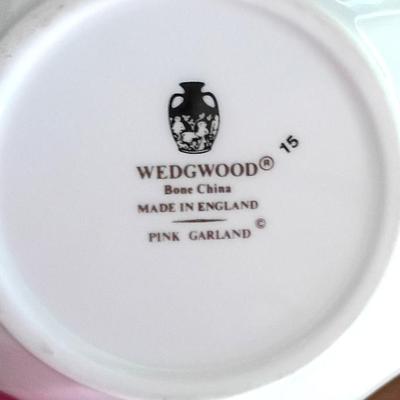 WEDGWOOD® 15
Bone China
MADE IN ENGLAND
PINK GARLAND ©